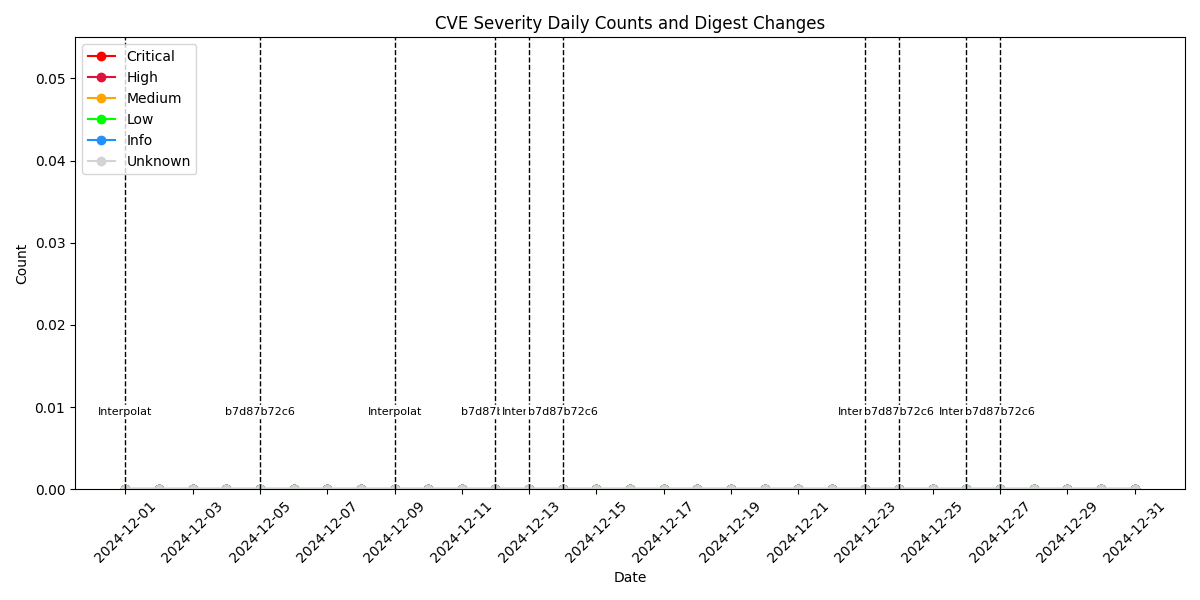 CVE Severity Daily Counts and Digest Changes
Critical
High
Medium
Low
Info
Unknown
0.05
0.04
0.03
0.02
0.01
0.00
Count
Interpolat
b7d87b72c6
Interpolat
b7d87b
Inter
b7d87b72c6
Inter
b7d87b72c6
Inter
b7d87b72c6
2024-12-01
2024-12-03
2024-12-05
2024-12-07
2024-12-09
2024-12-11
2024-12-13
2024-12-15
2024-12-17
2024-12-19
2024-12-21
2024-12-23
2024-12-25
2024-12-27
2024-12-29
2024-12-31
Date